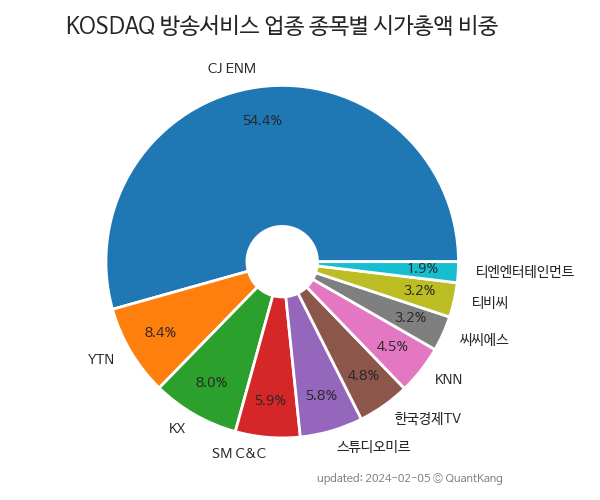 KOSDAQ 방송서비스 업종 종목별 시가총액 비중
CJ ENM
54.4%
YTN
8.4%
KX
8.0%
SM C&C
5.9%
스튜디오미르
5.8%
한국경제TV
4.8%
KNN
4.5%
씨씨에스
3.2%
티비씨
3.2%
티엔엔터테인먼트
1.9%
updated: 2024-02-05 © QuantKang